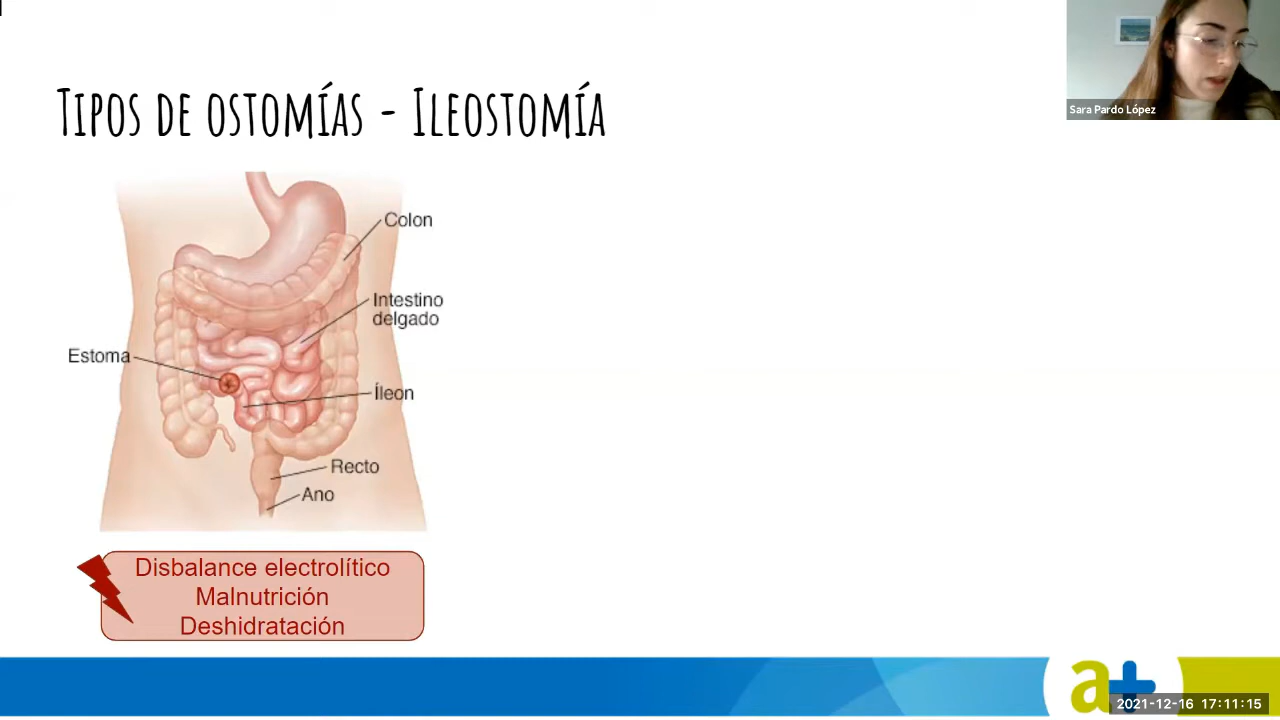 Tipos de ostomías - Ileostomía
Sara Pardo López
Colon
Intestino
delgado
Estoma
Íleon
Recto
Ano
Disbalance electrolítico
Malnutrición
Deshidratación
a+
2021-12-16 17:11:15